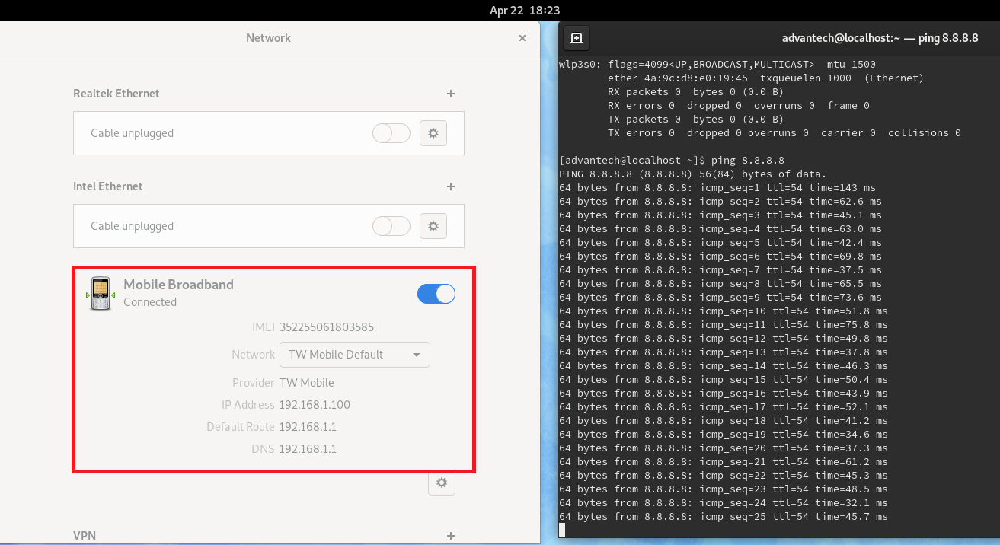 Apr 22 18:23
Network
Realtek Ethernet
Cable unplugged
Intel Ethernet
Cable unplugged
Mobile Broadband
Connected
IMEI 352255061803585
Network TW Mobile Default
Provider TW Mobile
IP Address 192.168.1.100
Default Route 192.168.1.1
DNS 192.168.1.1
VPN
advantech@localhost:~ — ping 8.8.8.8
wlp3s0: flags=4099<UP,BROADCAST,MULTICAST>  mtu 1500
        ether 4a:9c:d8:e0:19:45  txqueuelen 1000  (Ethernet)
        RX packets 0  bytes 0 (0.0 B)
        RX errors 0  dropped 0  overruns 0  frame 0
        TX packets 0  bytes 0 (0.0 B)
        TX errors 0  dropped 0 overruns 0  carrier 0  collisions 0
[advantech@localhost ~]$ ping 8.8.8.8
PING 8.8.8.8 (8.8.8.8) 56(84) bytes of data.
64 bytes from 8.8.8.8: icmp_seq=1 ttl=54 time=143 ms
64 bytes from 8.8.8.8: icmp_seq=2 ttl=54 time=62.6 ms
64 bytes from 8.8.8.8: icmp_seq=3 ttl=54 time=45.1 ms
64 bytes from 8.8.8.8: icmp_seq=4 ttl=54 time=63.0 ms
64 bytes from 8.8.8.8: icmp_seq=5 ttl=54 time=42.4 ms
64 bytes from 8.8.8.8: icmp_seq=6 ttl=54 time=69.8 ms
64 bytes from 8.8.8.8: icmp_seq=7 ttl=54 time=37.5 ms
64 bytes from 8.8.8.8: icmp_seq=8 ttl=54 time=65.5 ms
64 bytes from 8.8.8.8: icmp_seq=9 ttl=54 time=73.6 ms
64 bytes from 8.8.8.8: icmp_seq=10 ttl=54 time=51.8 ms
64 bytes from 8.8.8.8: icmp_seq=11 ttl=54 time=75.8 ms
64 bytes from 8.8.8.8: icmp_seq=12 ttl=54 time=49.8 ms
64 bytes from 8.8.8.8: icmp_seq=13 ttl=54 time=37.8 ms
64 bytes from 8.8.8.8: icmp_seq=14 ttl=54 time=46.3 ms
64 bytes from 8.8.8.8: icmp_seq=15 ttl=54 time=50.4 ms
64 bytes from 8.8.8.8: icmp_seq=16 ttl=54 time=43.9 ms
64 bytes from 8.8.8.8: icmp_seq=17 ttl=54 time=52.1 ms
64 bytes from 8.8.8.8: icmp_seq=18 ttl=54 time=41.2 ms
64 bytes from 8.8.8.8: icmp_seq=19 ttl=54 time=34.6 ms
64 bytes from 8.8.8.8: icmp_seq=20 ttl=54 time=37.3 ms
64 bytes from 8.8.8.8: icmp_seq=21 ttl=54 time=61.2 ms
64 bytes from 8.8.8.8: icmp_seq=22 ttl=54 time=45.3 ms
64 bytes from 8.8.8.8: icmp_seq=23 ttl=54 time=48.5 ms
64 bytes from 8.8.8.8: icmp_seq=24 ttl=54 time=32.1 ms
64 bytes from 8.8.8.8: icmp_seq=25 ttl=54 time=45.7 ms